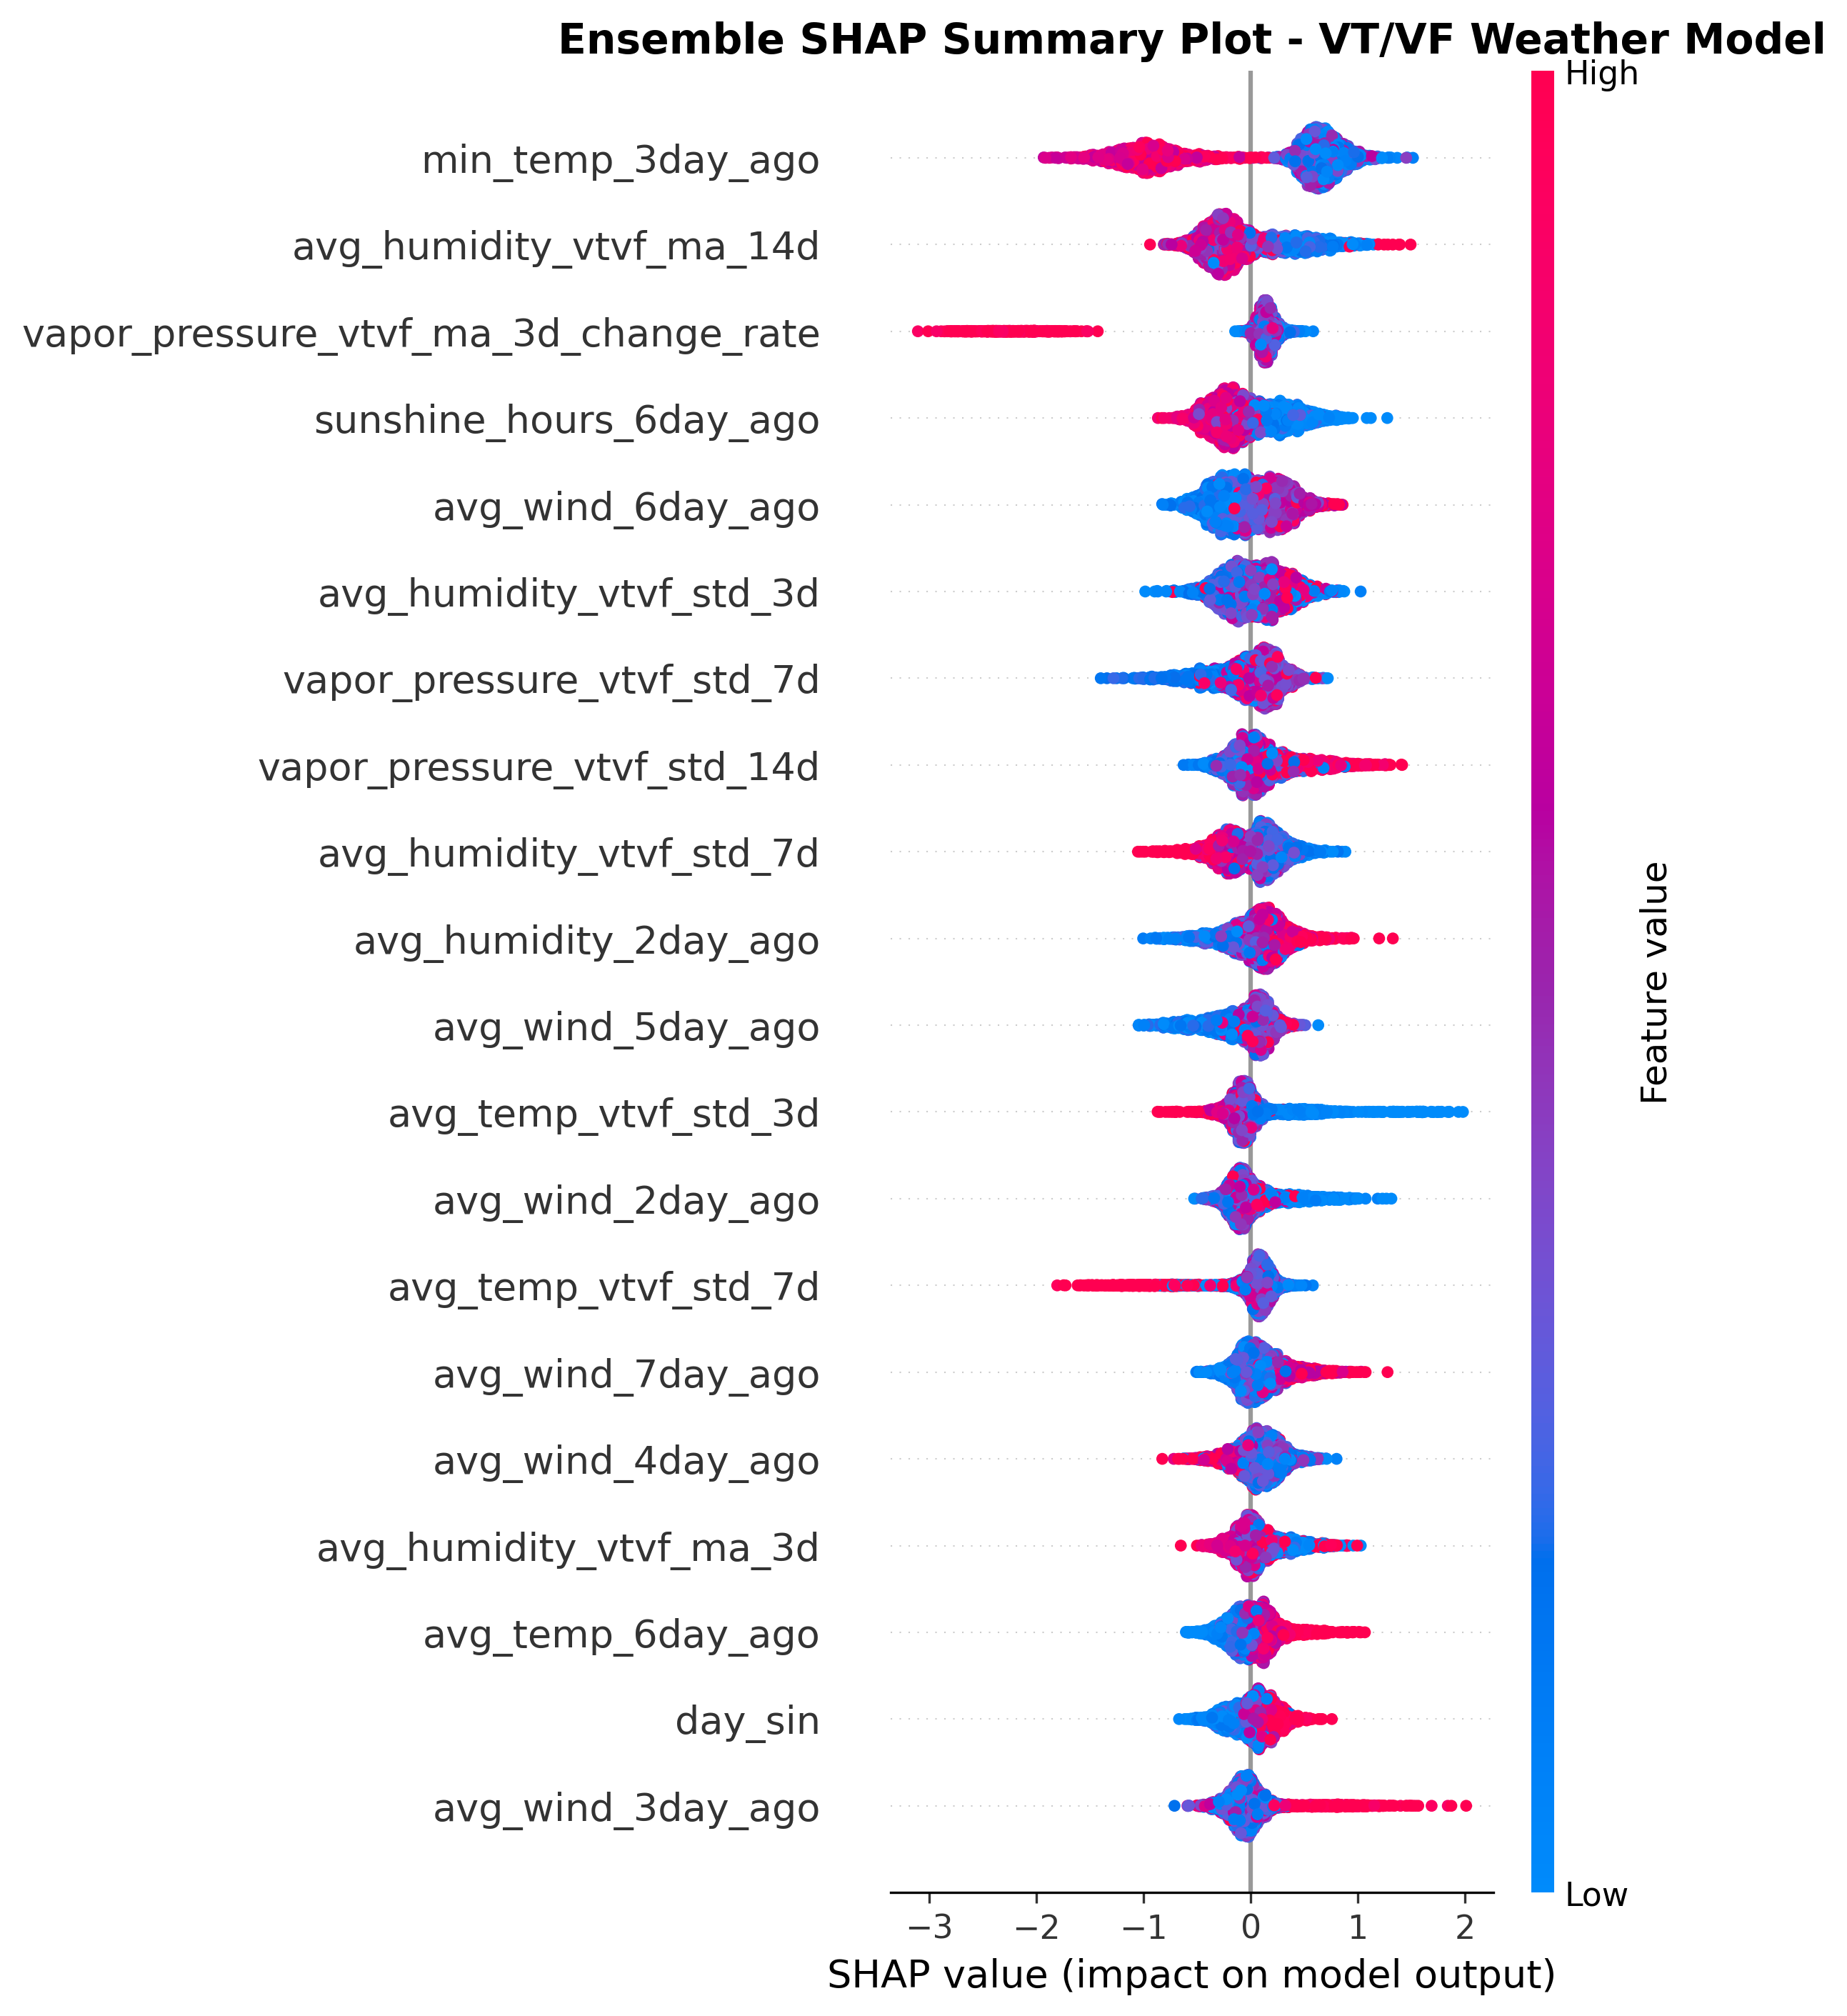 Ensemble SHAP Summary Plot - VT/VF Weather Model
High
min_temp_3day_ago
avg_humidity_vtvf_ma_14d
vapor_pressure_vtvf_ma_3d_change_rate
sunshine_hours_6day_ago
avg_wind_6day_ago
avg_humidity_vtvf_std_3d
vapor_pressure_vtvf_std_7d
vapor_pressure_vtvf_std_14d
avg_humidity_vtvf_std_7d
avg_humidity_2day_ago
avg_wind_5day_ago
avg_temp_vtvf_std_3d
avg_wind_2day_ago
avg_temp_vtvf_std_7d
avg_wind_7day_ago
avg_wind_4day_ago
avg_humidity_vtvf_ma_3d
avg_temp_6day_ago
day_sin
avg_wind_3day_ago
Feature value
Low
−3 −2 −1 0 1 2
SHAP value (impact on model output)